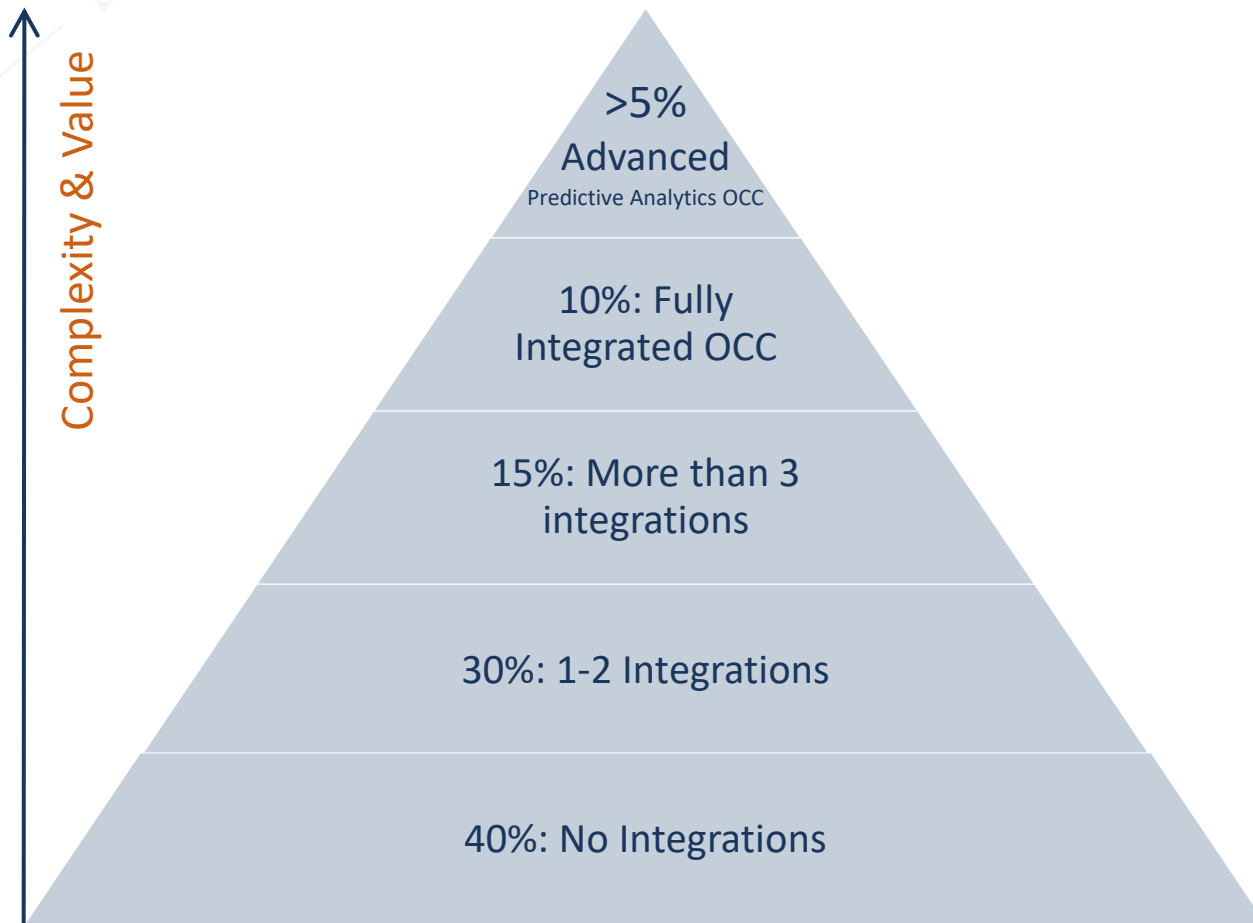 Complexity & Value
>5%
Advanced
Predictive Analytics OCC
10%: Fully
Integrated OCC
15%: More than 3
integrations
30%: 1-2 Integrations
40%: No Integrations